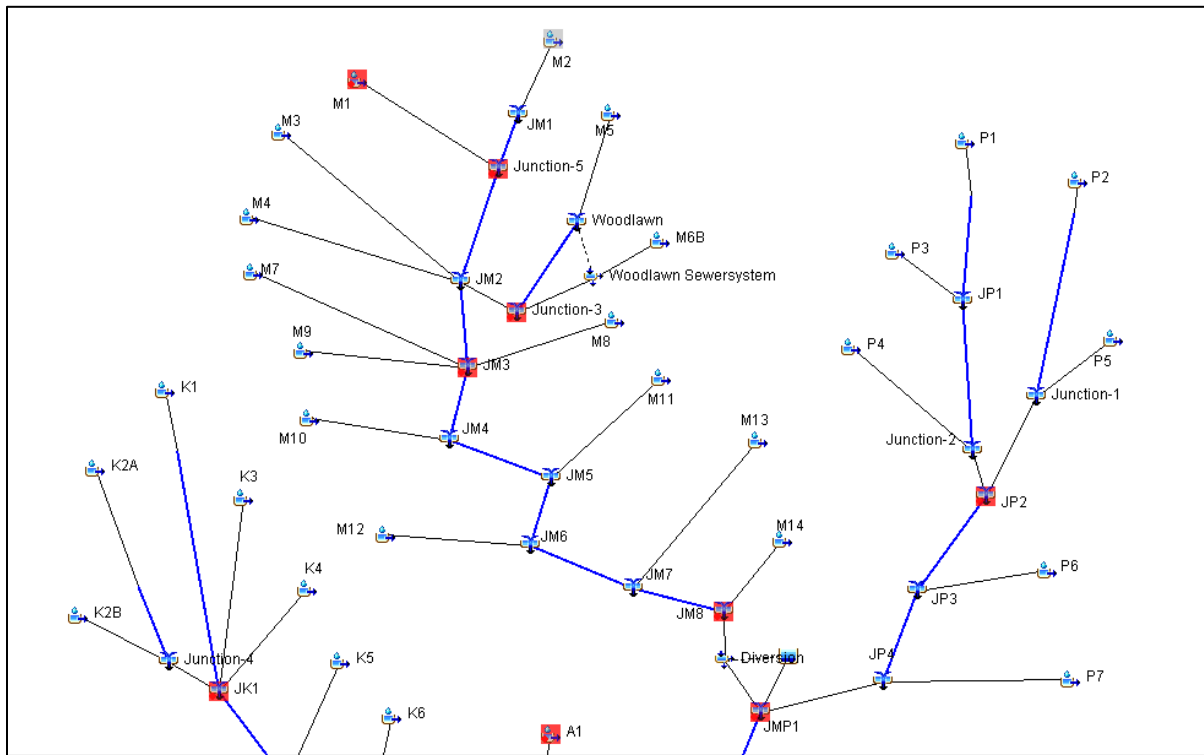 M2
M1
JM1
M5
M3
P1
Junction-5
P2
M4
Woodlawn
M6B
P3
M7
JM2
Woodlawn Sewersystem
JP1
Junction-3
M8
M9
P4
P5
JM3
K1
M11
Junction-1
M13
M10
JM4
Junction-2
K2A
K3
JM5
JP2
M12
JM6
M14
K4
JM7
P6
JP3
K2B
JM8
Junction-4
K5
Diversion
JP4
P7
JK1
K6
JMP1
A1